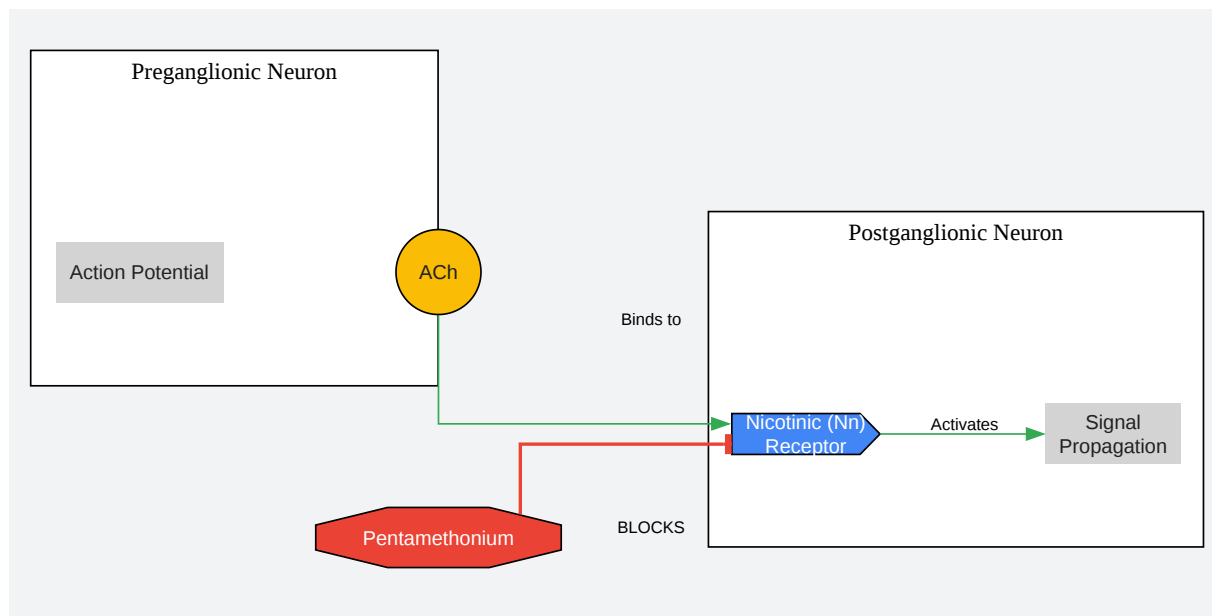 Preganglionic Neuron
Action Potential
ACh
Binds to
Postganglionic Neuron
Nicotinic (Nn)
Receptor
Activates
Signal
Propagation
BLOCKS
Pentamethonium